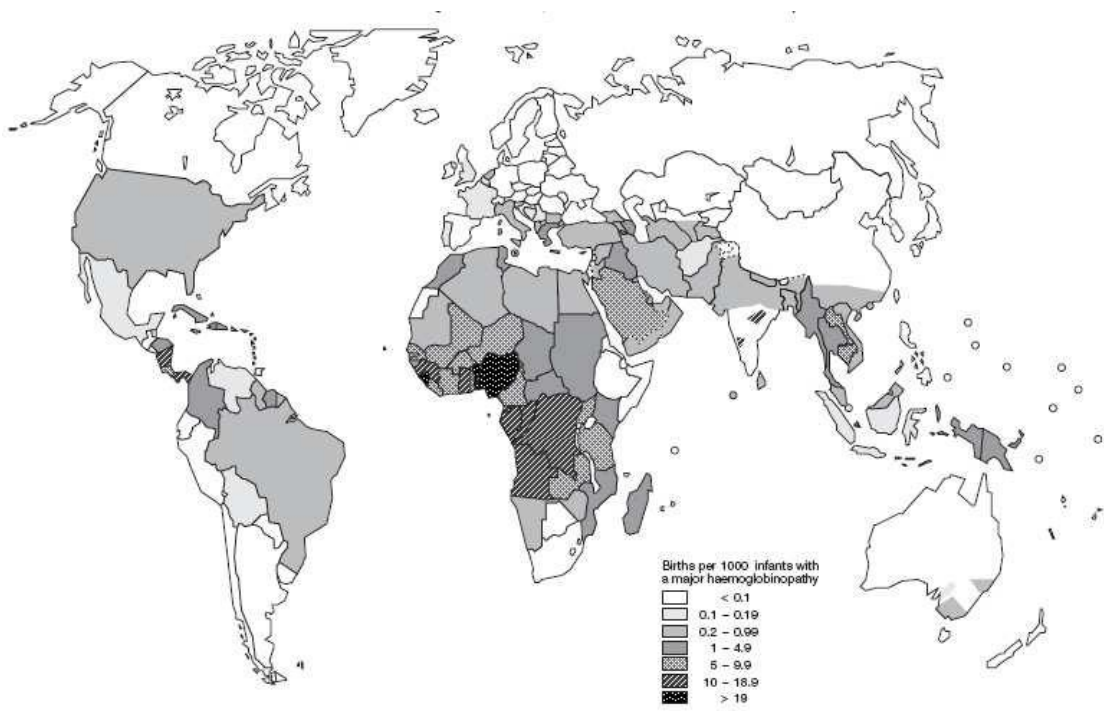 Births per 1000 infants with
a major haemoglobinopathy
< 0.1
0.1 – 0.19
0.2 – 0.99
1 – 4.9
5 – 9.9
10 – 18.9
> 19